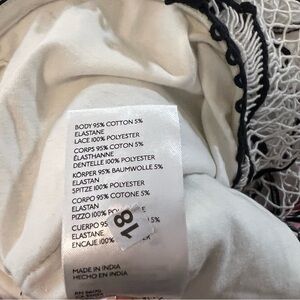 BODY 95% COTTON 5%
ELASTANE
LACE 100% POLYESTER
CORPS 95% COTON 5%
ÉLASTHANNE
DENTELLE 100% POLYESTER
KÖRPER 95% BAUMWOLLE 5%
ELASTAN
SPITZE 100% POLYESTER
CORPO 95% COTONE 5%
ELASTAN
PIZZO 100%
CUERPO 95% 5%
ELASTANE
ENCAJE 100%
18
MADE IN INDIA
HECHO EN INDIA